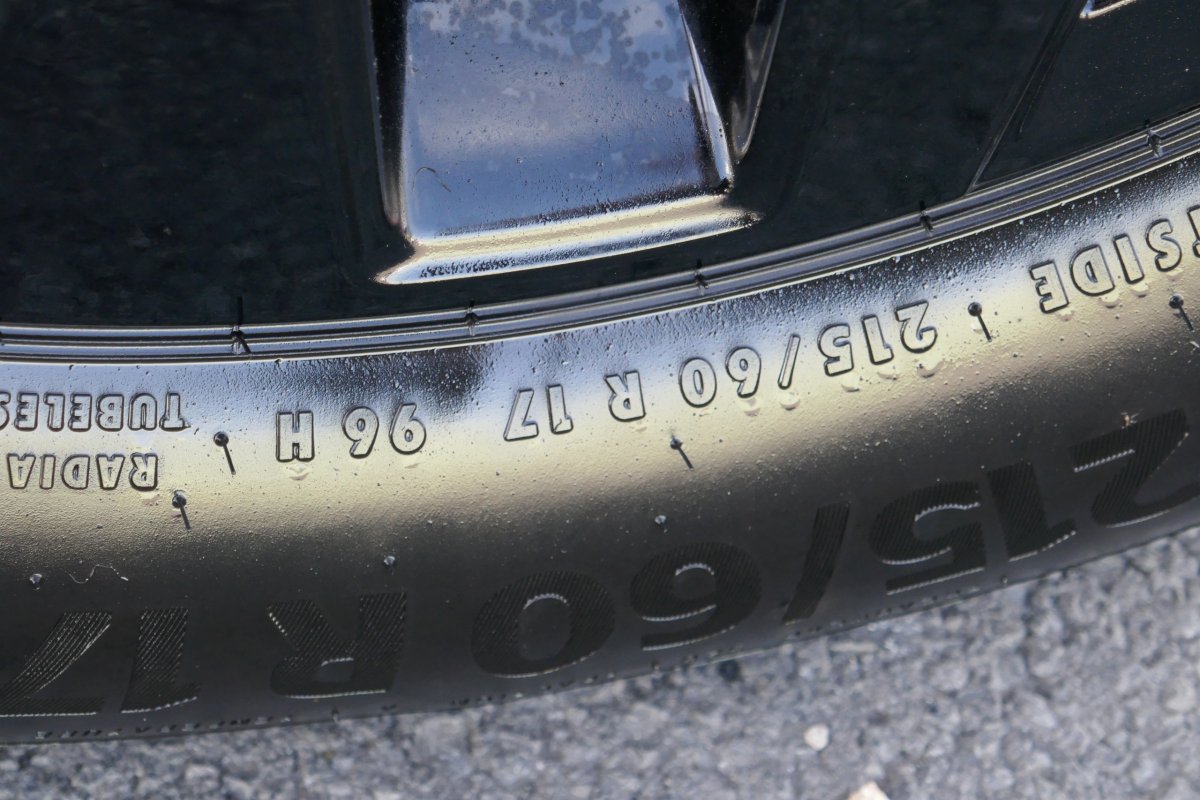 SIDE
215/60 R 17 96 H
TUBELES
RADIA
215/60 R 17